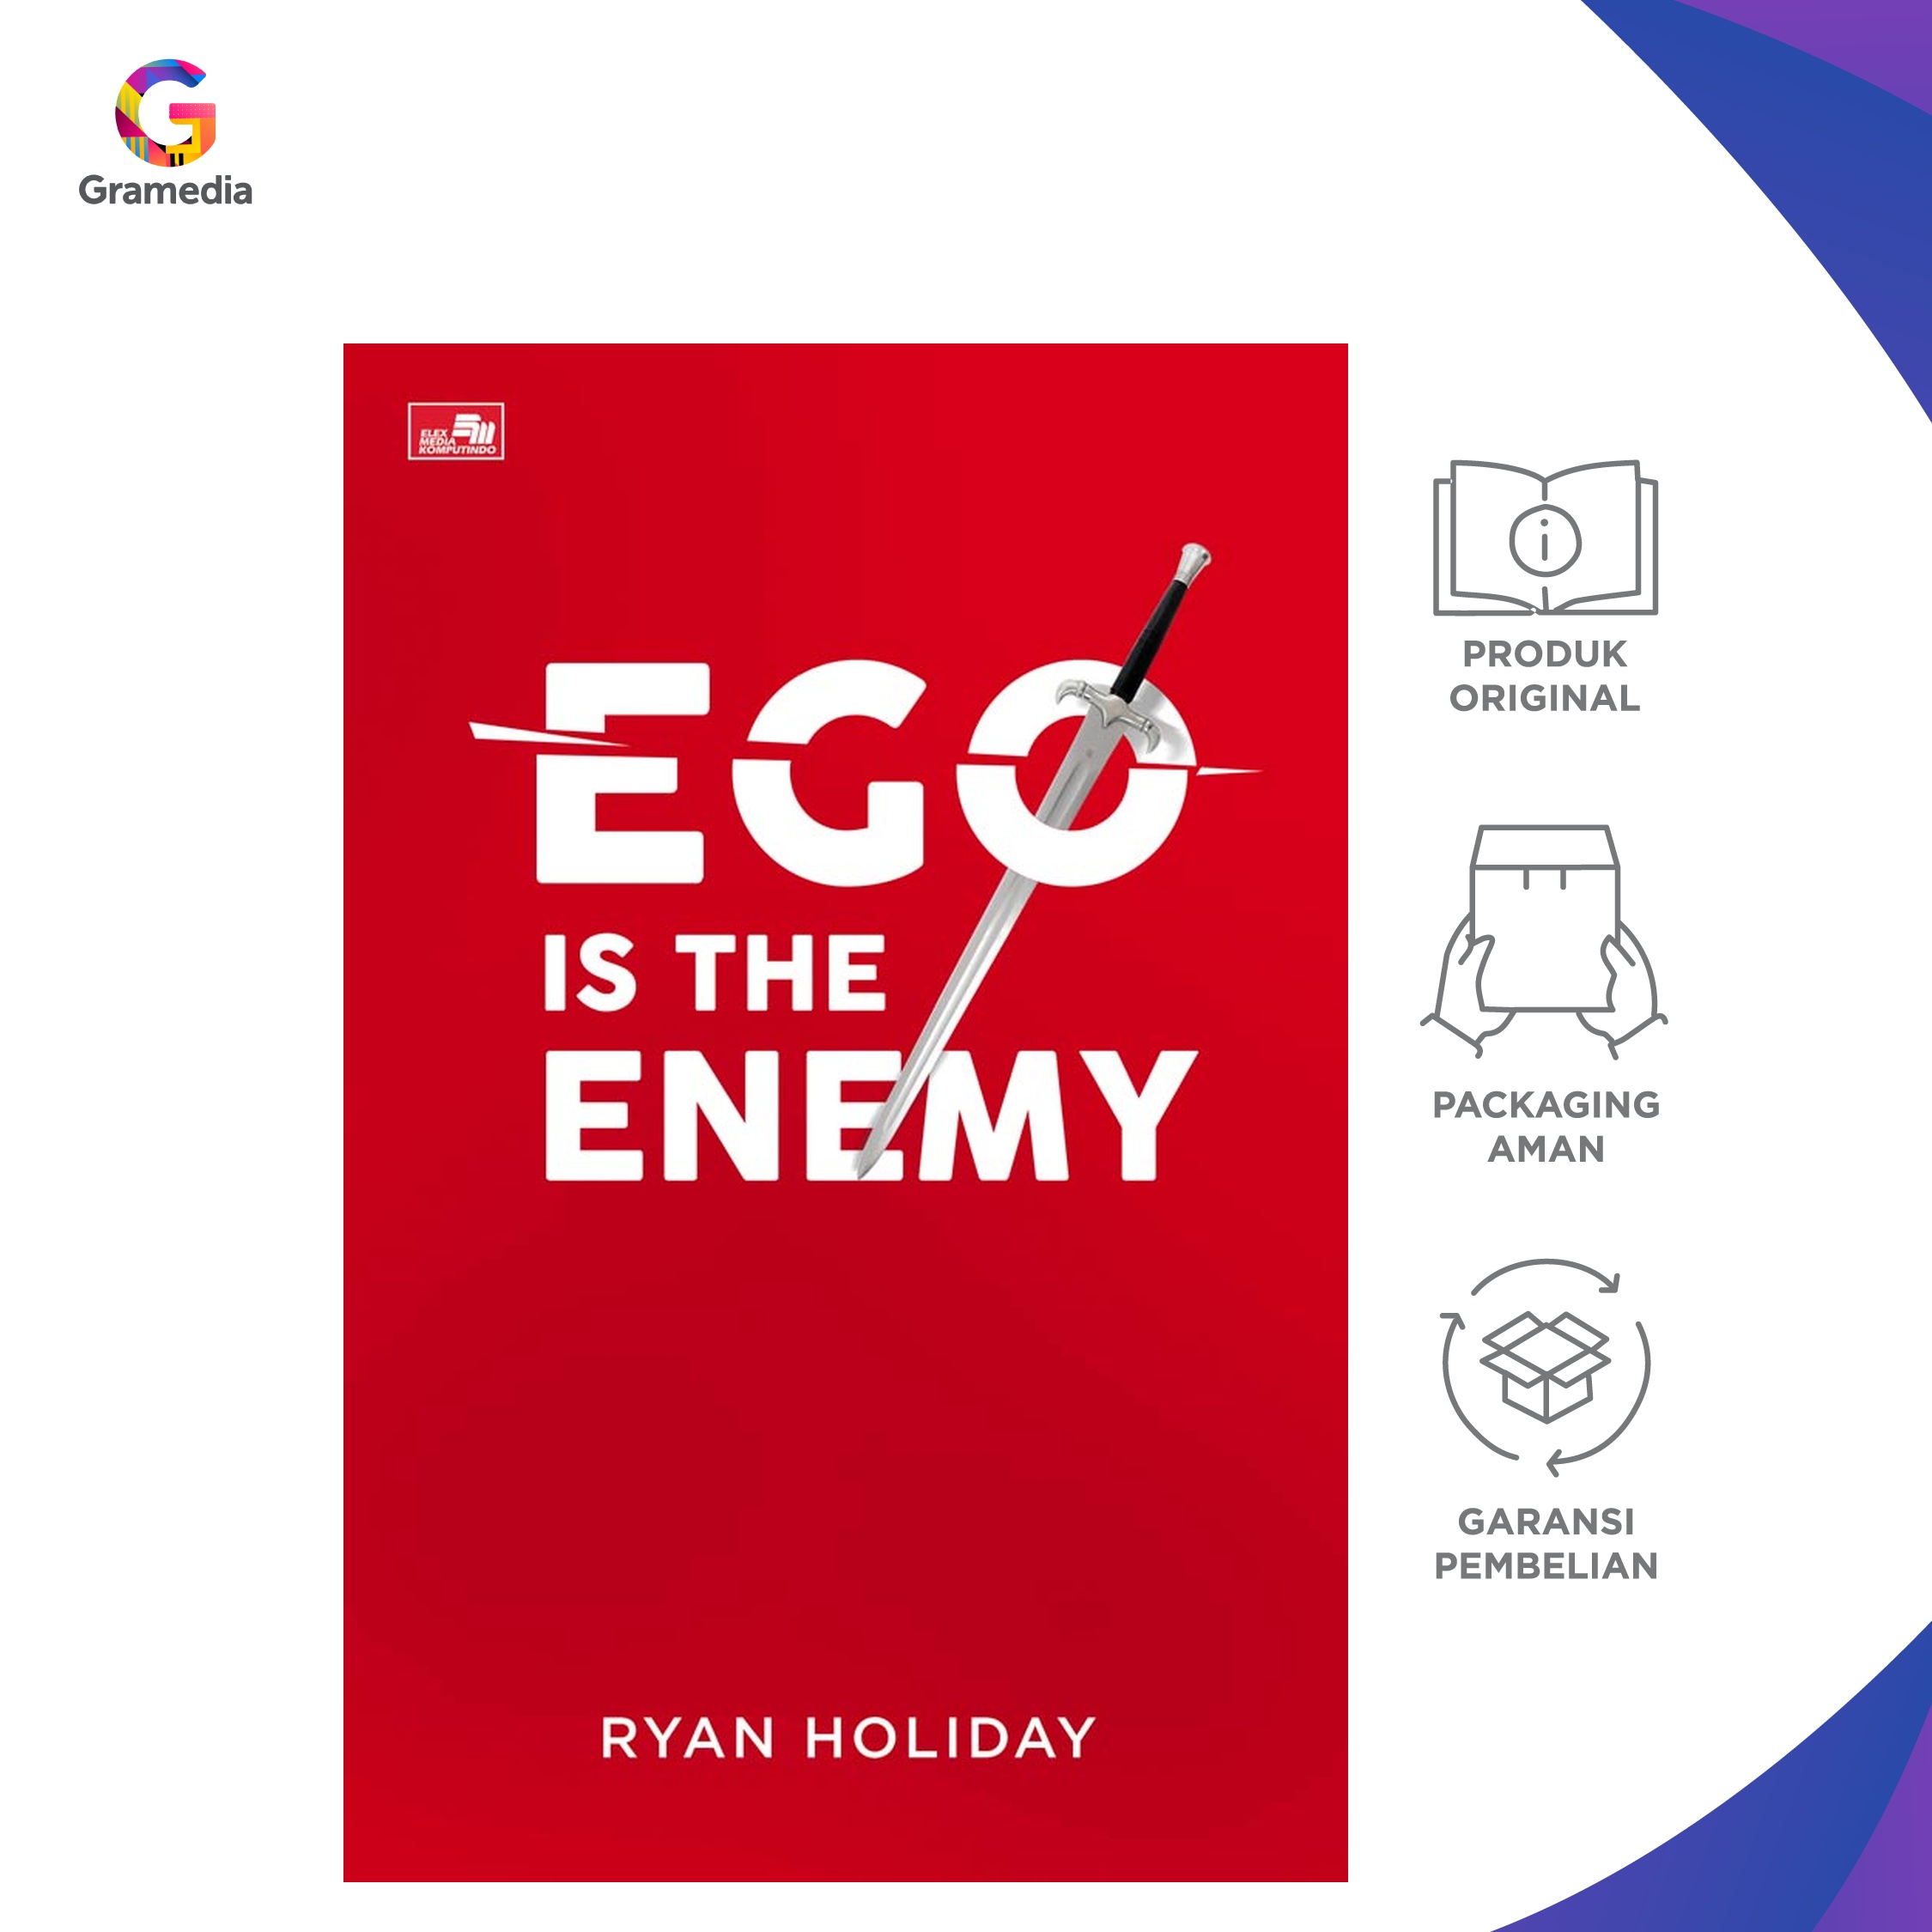 Gramedia
ELEX
MEDIA
KOMPUTINDO
EGO
IS THE
ENEMY
RYAN HOLIDAY
PRODUK
ORIGINAL
PACKAGING
AMAN
GARANSI
PEMBELIAN